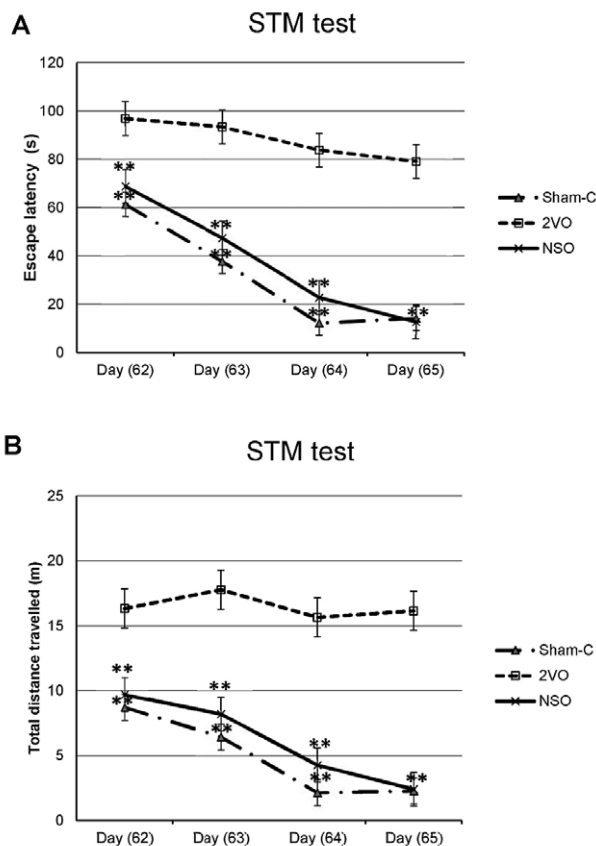 A
STM test
Escape latency (s)
120
100
80
60
40
20
0
**
**
**
**
**
**
**
Day (62)
Day (63)
Day (64)
Day (65)
Sham-C
2VO
NSO
B
STM test
Total distance travelled (m)
25
20
15
10
5
0
**
**
**
**
**
**
**
Day (62)
Day (63)
Day (64)
Day (65)
Sham-C
2VO
NSO